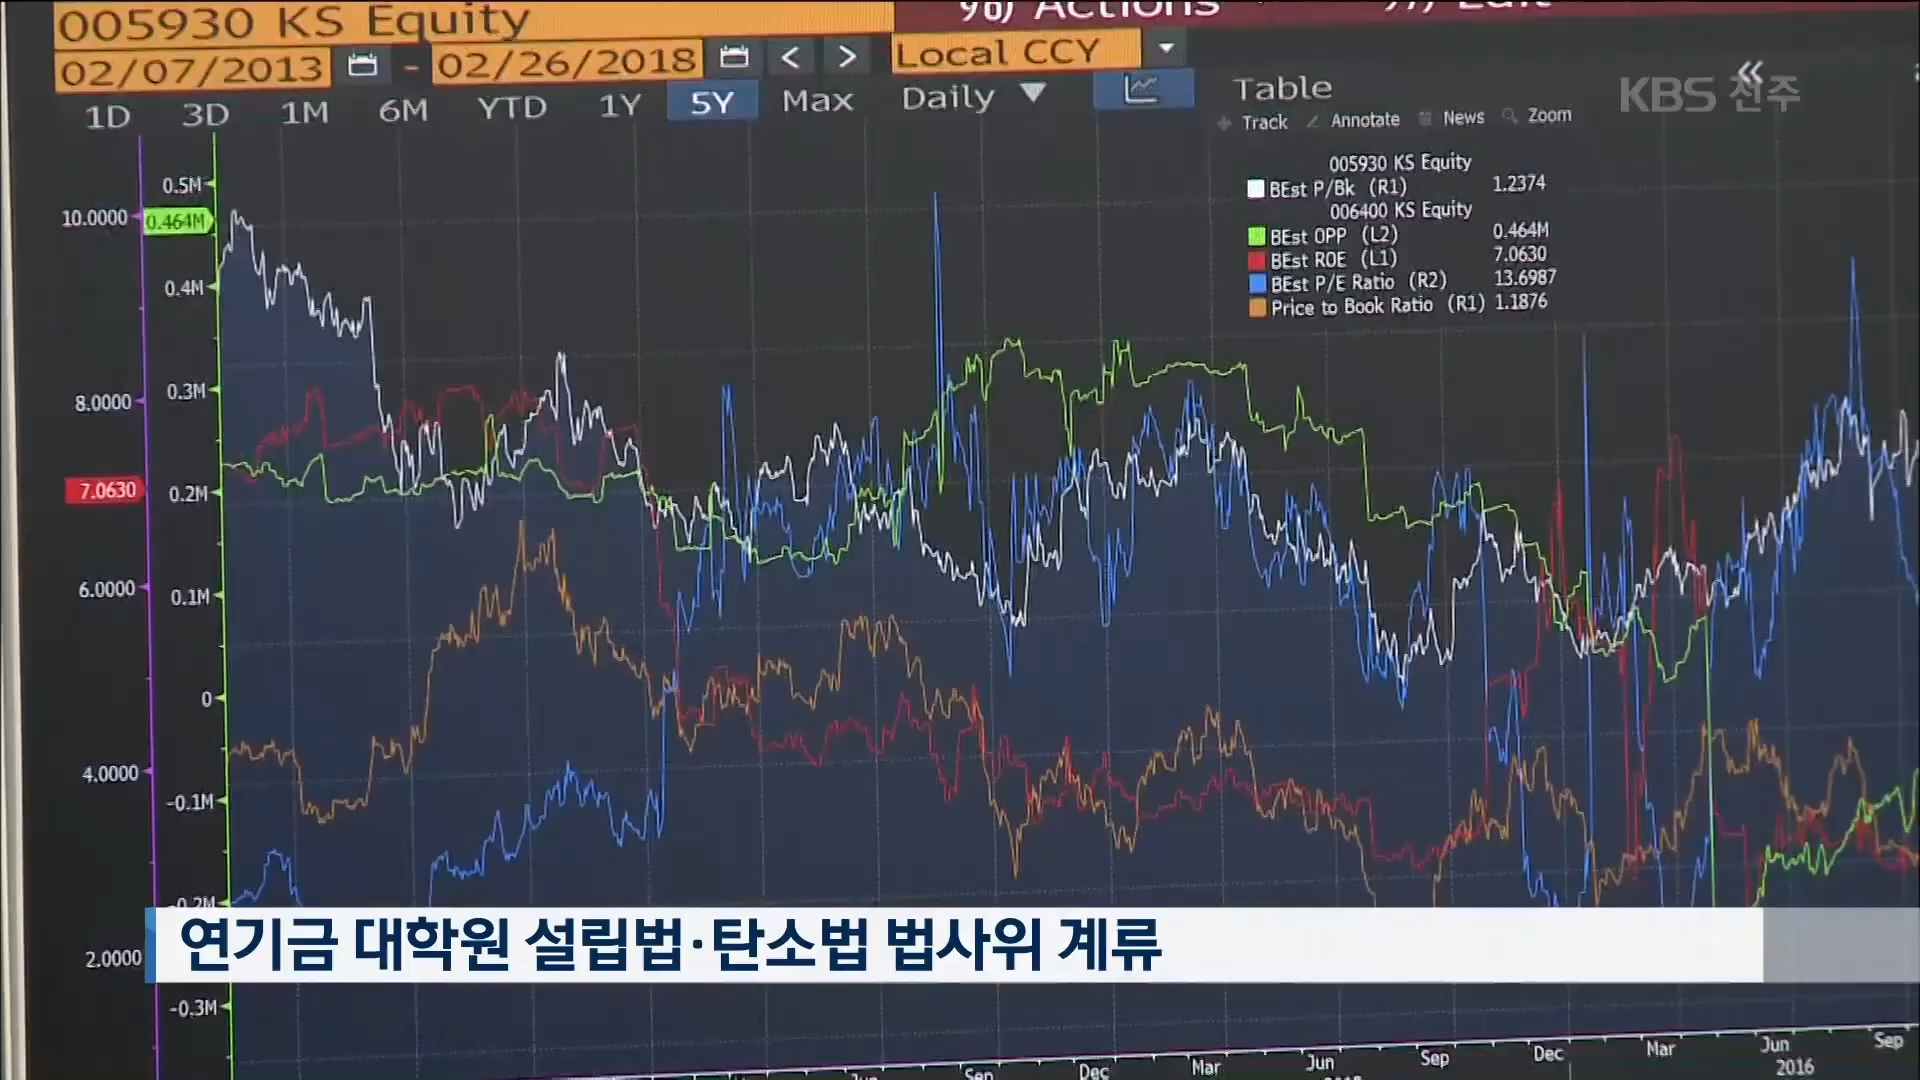 005930 KS Equity
96) Actions
02/07/2013 - 02/26/2018 < > Local CCY
1D 3D 1M 6M YTD 1Y 5Y Max Daily Table
Track Annotate News Zoom
KBS 전주
005930 KS Equity
BEst P/Bk (R1) 1.2374
006400 KS Equity
BEst OPP (L2) 0.464M
BEst ROE (L1) 7.0630
BEst P/E Ratio (R2) 13.6987
Price to Book Ratio (R1) 1.1876
10.0000
8.0000
7.0630
6.0000
4.0000
2.0000
0.5M
0.464M
0.4M
0.3M
0.2M
0.1M
0
-0.1M
-0.2M
-0.3M
연기금 대학원 설립법·탄소법 법사위 계류
Sep Dec Mar Jun Sep Dec Mar Jun Sep
2016